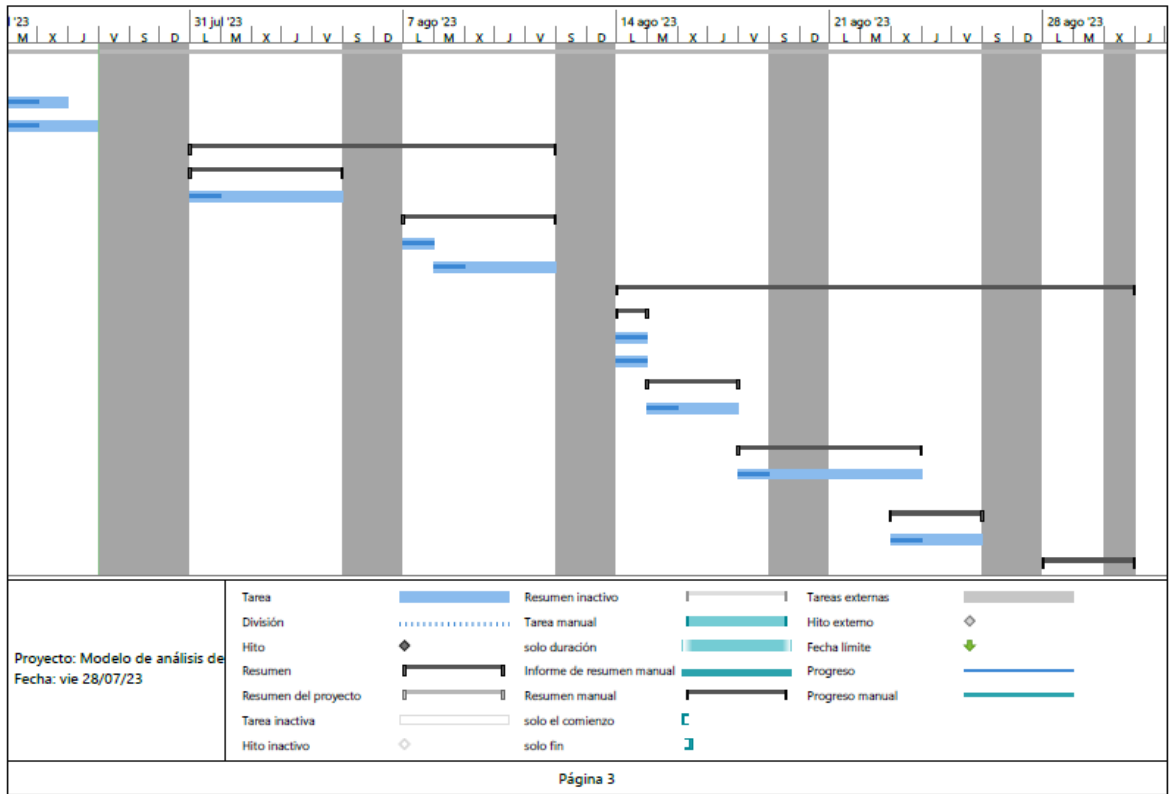 l '23 31 jul '23 7 ago '23 14 ago '23 21 ago '23 28 ago '23
M X J V S D L M X J V S D L M X J V S D L M X J V S D L M X J V S D L M X J
Tarea Resumen inactivo Tareas externas
División Tarea manual Hito externo
Hito solo duración Fecha límite
Resumen Informe de resumen manual Progreso
Resumen del proyecto Resumen manual Progreso manual
Tarea inactiva solo el comienzo
Hito inactivo solo fin
Proyecto: Modelo de análisis de
Fecha: vie 28/07/23
Página 3